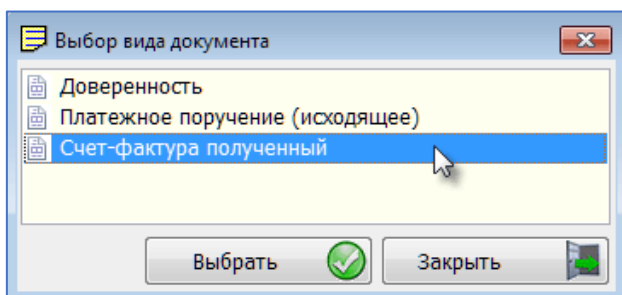 Выбор вида документа
Доверенность
Платежное поручение (исходящее)
Счет-фактура полученный
Выбрать
Закрыть